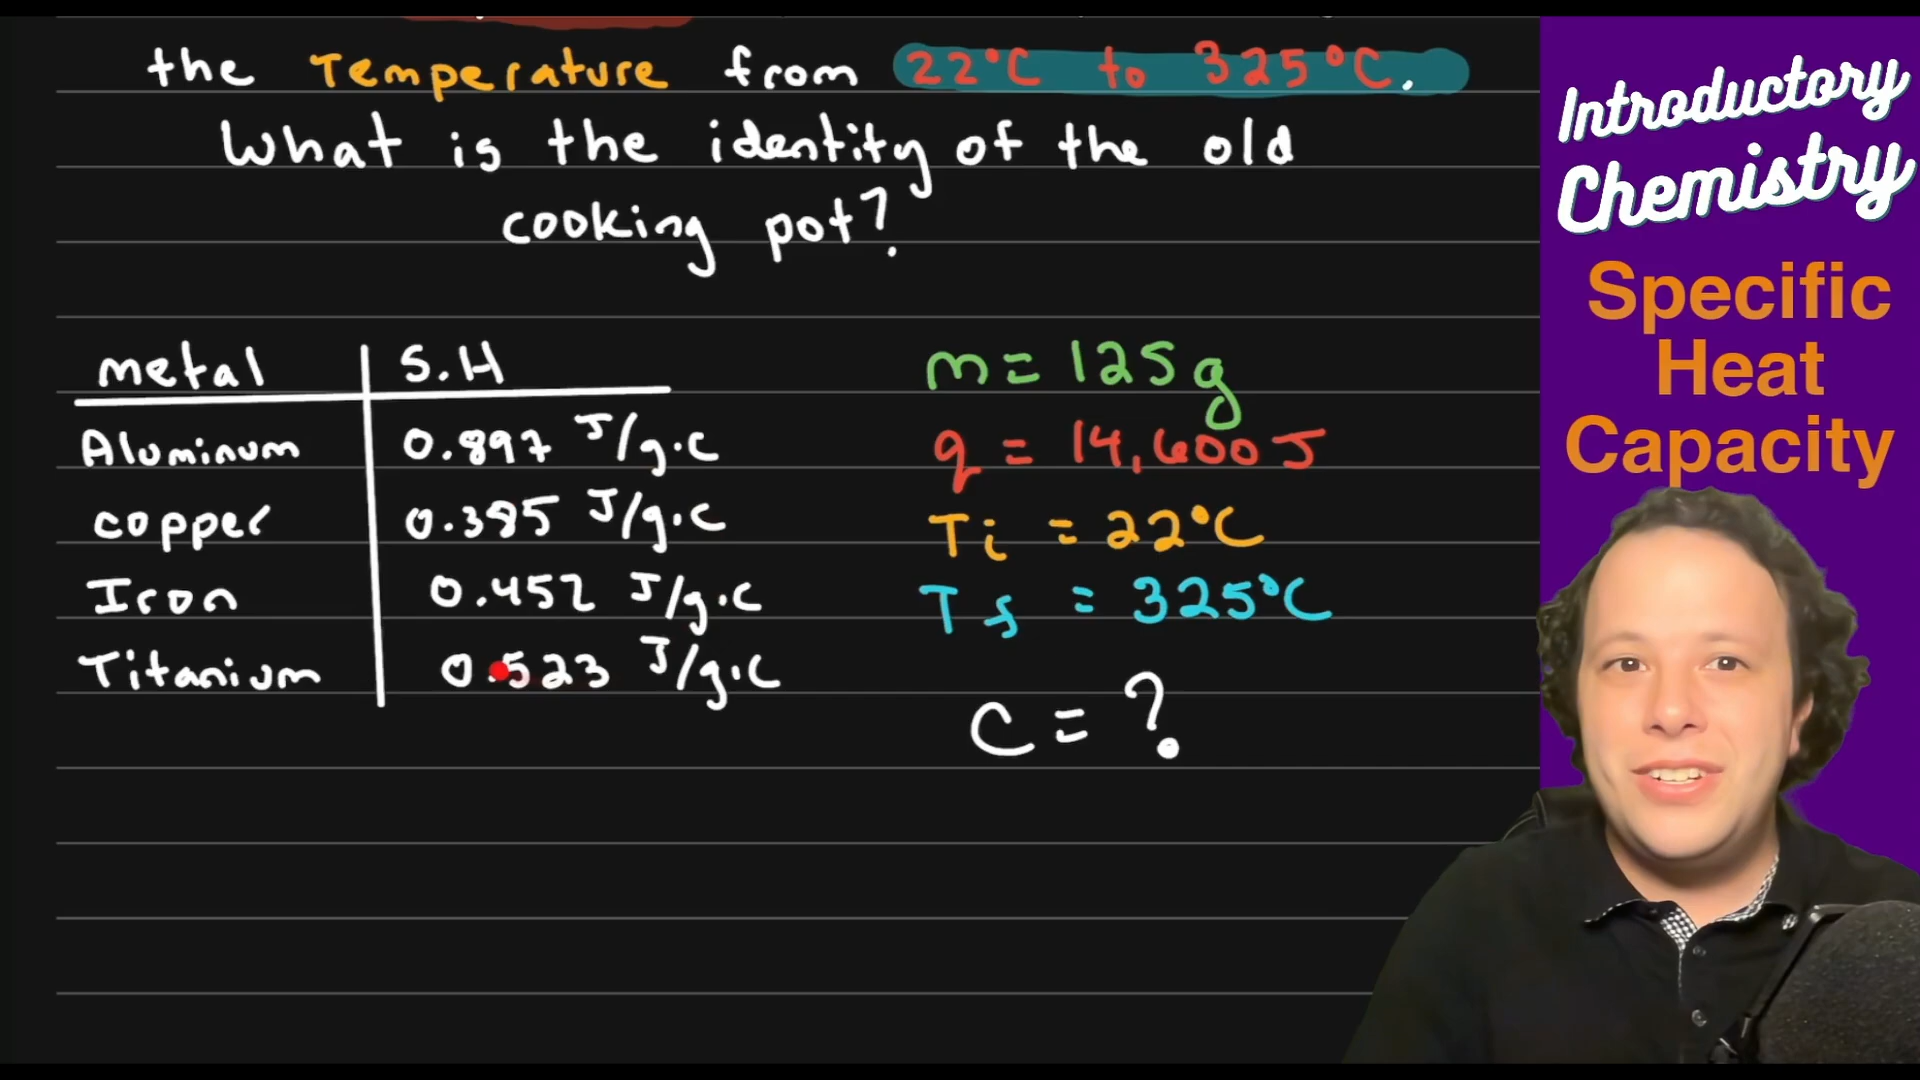 the Temperature from 22°C to 325°C.
What is the identity of the old
cooking pot?
metal S.H
Aluminum 0.897 J/g.c
copper 0.385 J/g.c
Iron 0.452 J/g.c
Titanium 0.523 J/g.c
m = 125g
q = 14,600 J
Ti = 22°C
Tf = 325°C
C = ?
Introductory
Chemistry
Specific
Heat
Capacity